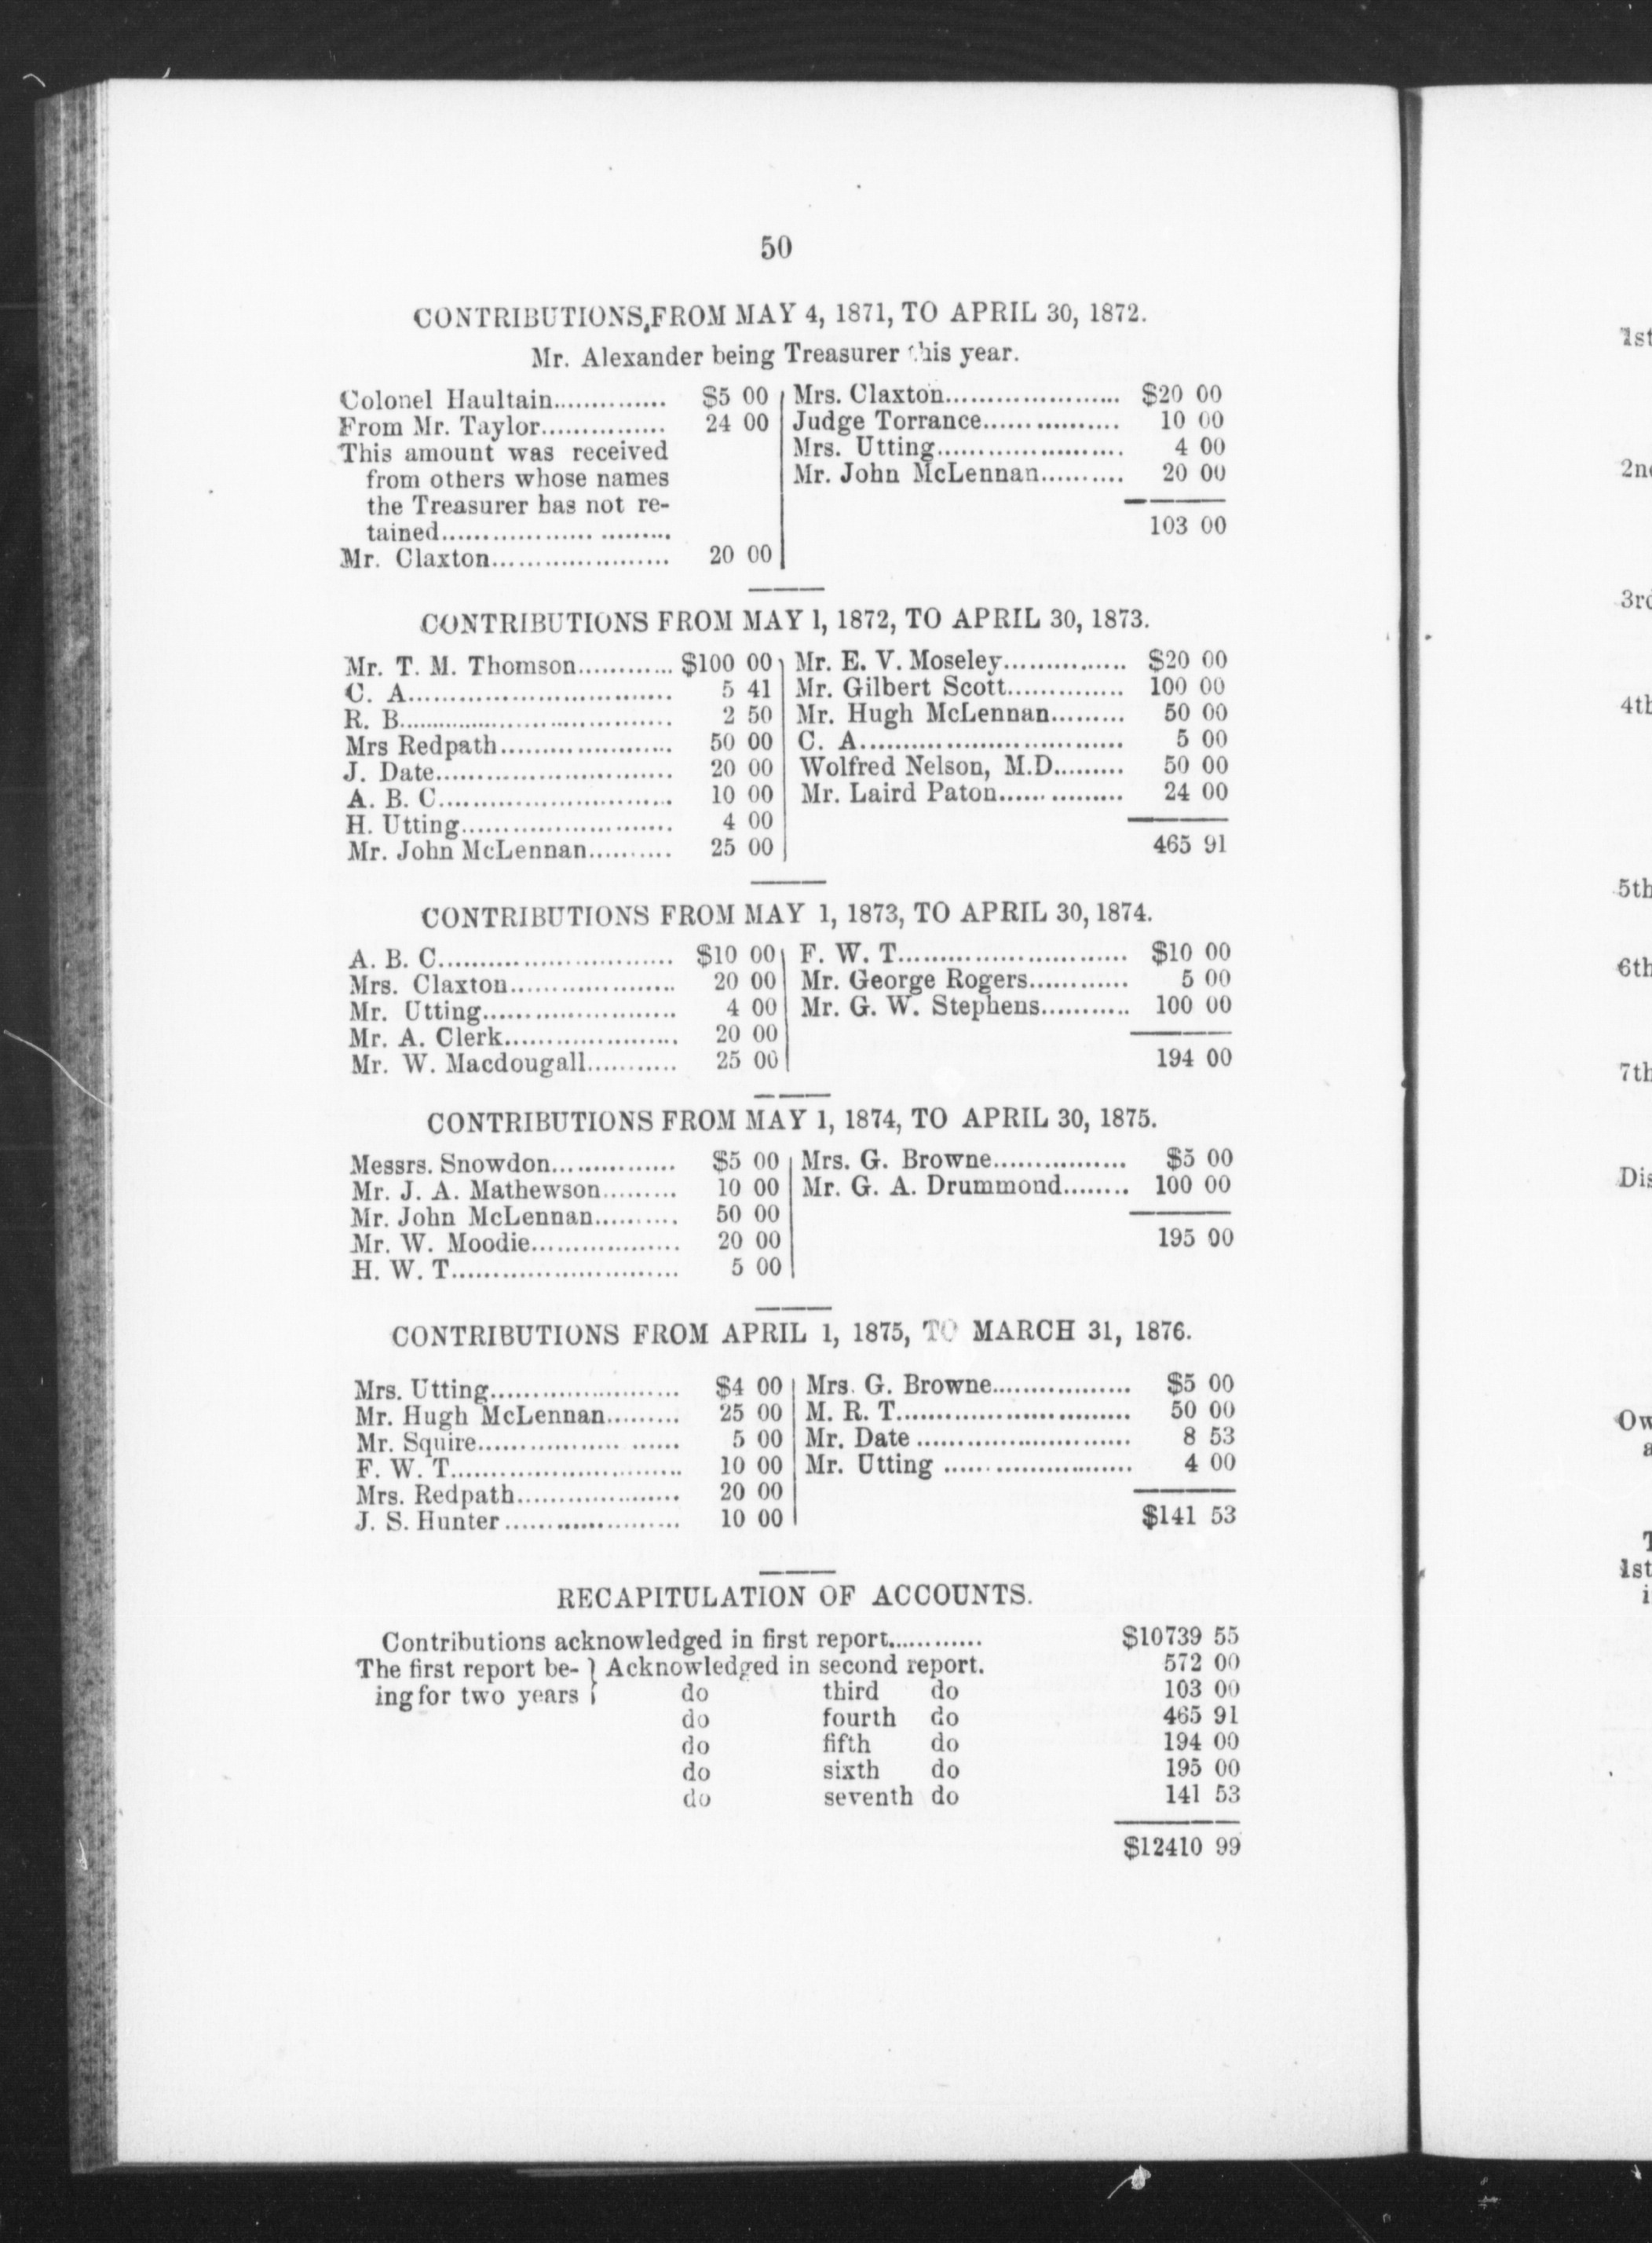 50
CONTRIBUTIONS, FROM MAY 4, 1871, TO APRIL 30, 1872.
Mr. Alexander being Treasurer this year.
Colonel Haultain.............. $5 00
From Mr. Taylor............... 24 00
This amount was received
from others whose names
the Treasurer has not re-
tained............................
Mr. Claxton...................... 20 00
Mrs. Claxton..................... $20 00
Judge Torrance................ 10 00
Mrs. Utting...................... 4 00
Mr. John McLennan.......... 20 00
103 00
CONTRIBUTIONS FROM MAY 1, 1872, TO APRIL 30, 1873.
Mr. T. M. Thomson............ $100 00
C. A................................ 5 41
R. B................................. 2 50
Mrs Redpath..................... 50 00
J. Date............................ 20 00
A. B. C............................ 10 00
H. Utting......................... 4 00
Mr. John McLennan.......... 25 00
Mr. E. V. Moseley............... $20 00
Mr. Gilbert Scott.............. 100 00
Mr. Hugh McLennan......... 50 00
C. A................................ 5 00
Wolfred Nelson, M.D......... 50 00
Mr. Laird Paton............... 24 00
465 91
CONTRIBUTIONS FROM MAY 1, 1873, TO APRIL 30, 1874.
A. B. C............................ $10 00
Mrs. Claxton.................... 20 00
Mr. Utting....................... 4 00
Mr. A. Clerk..................... 20 00
Mr. W. Macdougall........... 25 00
F. W. T............................ $10 00
Mr. George Rogers............ 5 00
Mr. G. W. Stephens........... 100 00
194 00
CONTRIBUTIONS FROM MAY 1, 1874, TO APRIL 30, 1875.
Messrs. Snowdon............... $5 00
Mr. J. A. Mathewson......... 10 00
Mr. John McLennan.......... 50 00
Mr. W. Moodie.................. 20 00
H. W. T........................... 5 00
Mrs. G. Browne................ $5 00
Mr. G. A. Drummond........ 100 00
195 00
CONTRIBUTIONS FROM APRIL 1, 1875, TO MARCH 31, 1876.
Mrs. Utting....................... $4 00
Mr. Hugh McLennan......... 25 00
Mr. Squire........................ 5 00
F. W. T............................ 10 00
Mrs. Redpath.................... 20 00
J. S. Hunter..................... 10 00
Mrs. G. Browne................. $5 00
M. R. T............................ 50 00
Mr. Date.......................... 8 53
Mr. Utting....................... 4 00
$141 53
RECAPITULATION OF ACCOUNTS.
Contributions acknowledged in first report............ $10739 55
The first report be- } Acknowledged in second report. 572 00
ing for two years } do third do 103 00
do fourth do 465 91
do fifth do 194 00
do sixth do 195 00
do seventh do 141 53
$12410 99
1st
3rd
5th
6th
7th
1st